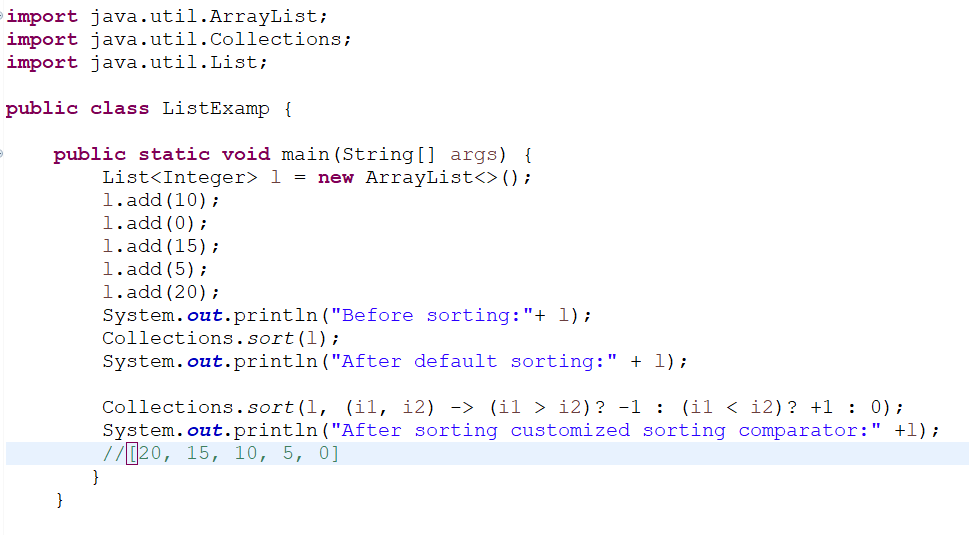 import java.util.ArrayList;
import java.util.Collections;
import java.util.List;
public class ListExamp {
public static void main(String[] args) {
List<Integer> l = new ArrayList<>();
l.add(10);
l.add(0);
l.add(15);
l.add(5);
l.add(20);
System.out.println("Before sorting:"+ l);
Collections.sort(l);
System.out.println("After default sorting:" + l);
Collections.sort(l, (i1, i2) -> (i1 > i2)? -1 : (i1 < i2)? +1 : 0);
System.out.println("After sorting customized sorting comparator:" +l);
//[20, 15, 10, 5, 0]
}
}